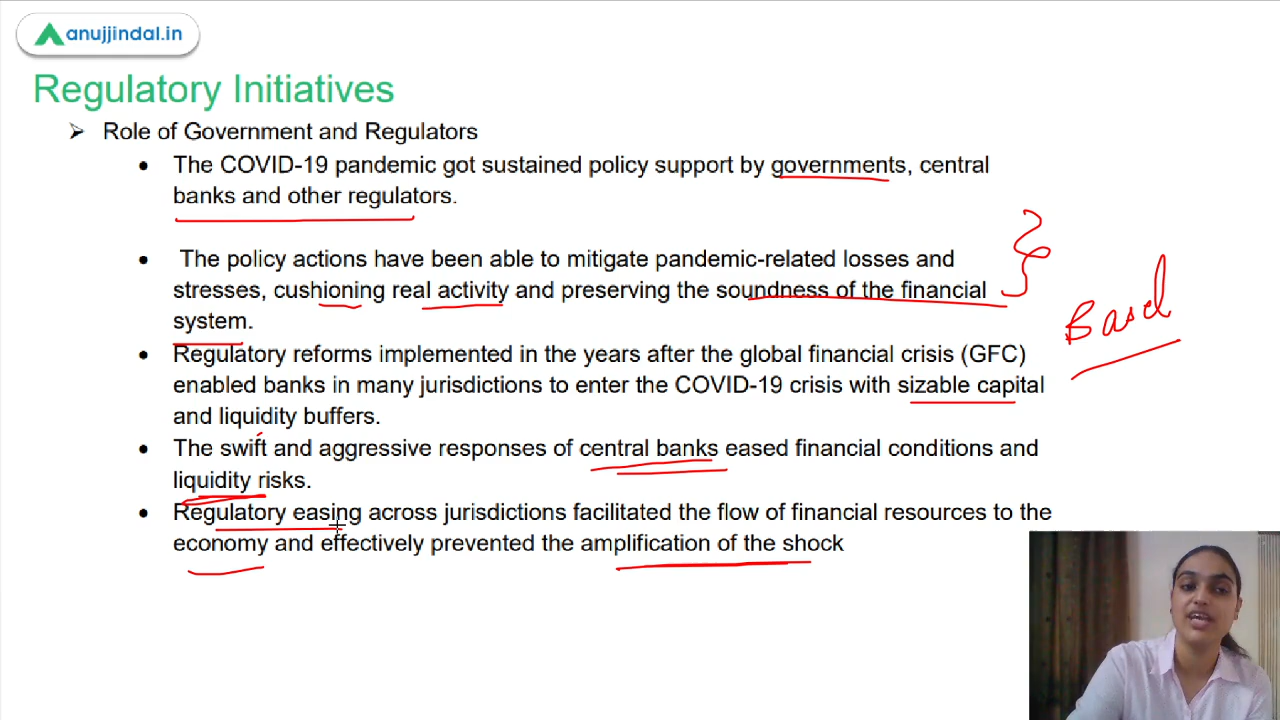 anujjindal.in
Regulatory Initiatives
➤ Role of Government and Regulators
• The COVID-19 pandemic got sustained policy support by governments, central
banks and other regulators.
• The policy actions have been able to mitigate pandemic-related losses and
stresses, cushioning real activity and preserving the soundness of the financial
system.
Basel
• Regulatory reforms implemented in the years after the global financial crisis (GFC)
enabled banks in many jurisdictions to enter the COVID-19 crisis with sizable capital
and liquidity buffers.
• The swift and aggressive responses of central banks eased financial conditions and
liquidity risks.
• Regulatory easing across jurisdictions facilitated the flow of financial resources to the
economy and effectively prevented the amplification of the shock